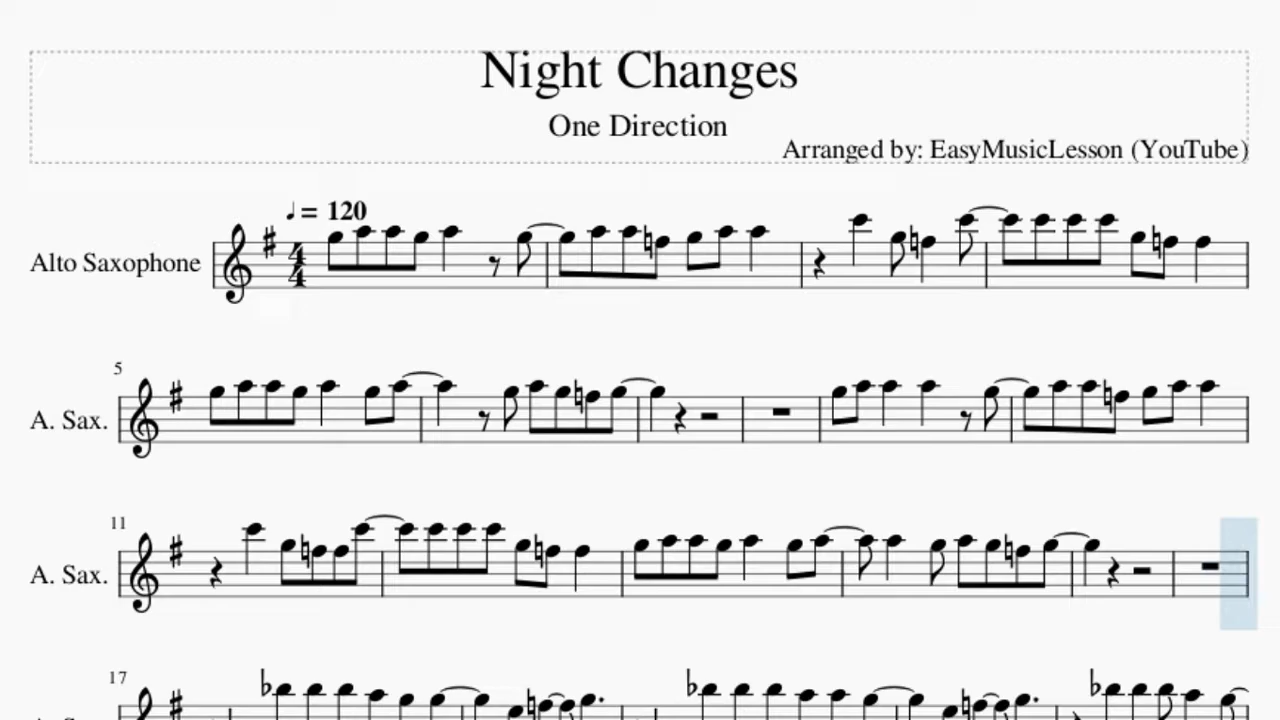 Night Changes
One Direction
Arranged by: EasyMusicLesson (YouTube)
♩ = 120
Alto Saxophone
5
A. Sax.
11
A. Sax.
17